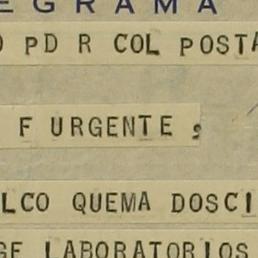 EGRAMA
O PD R COL POSTA
F URGENTE ,
LCO QUEMA DOSCI
GE LABORATORIOS